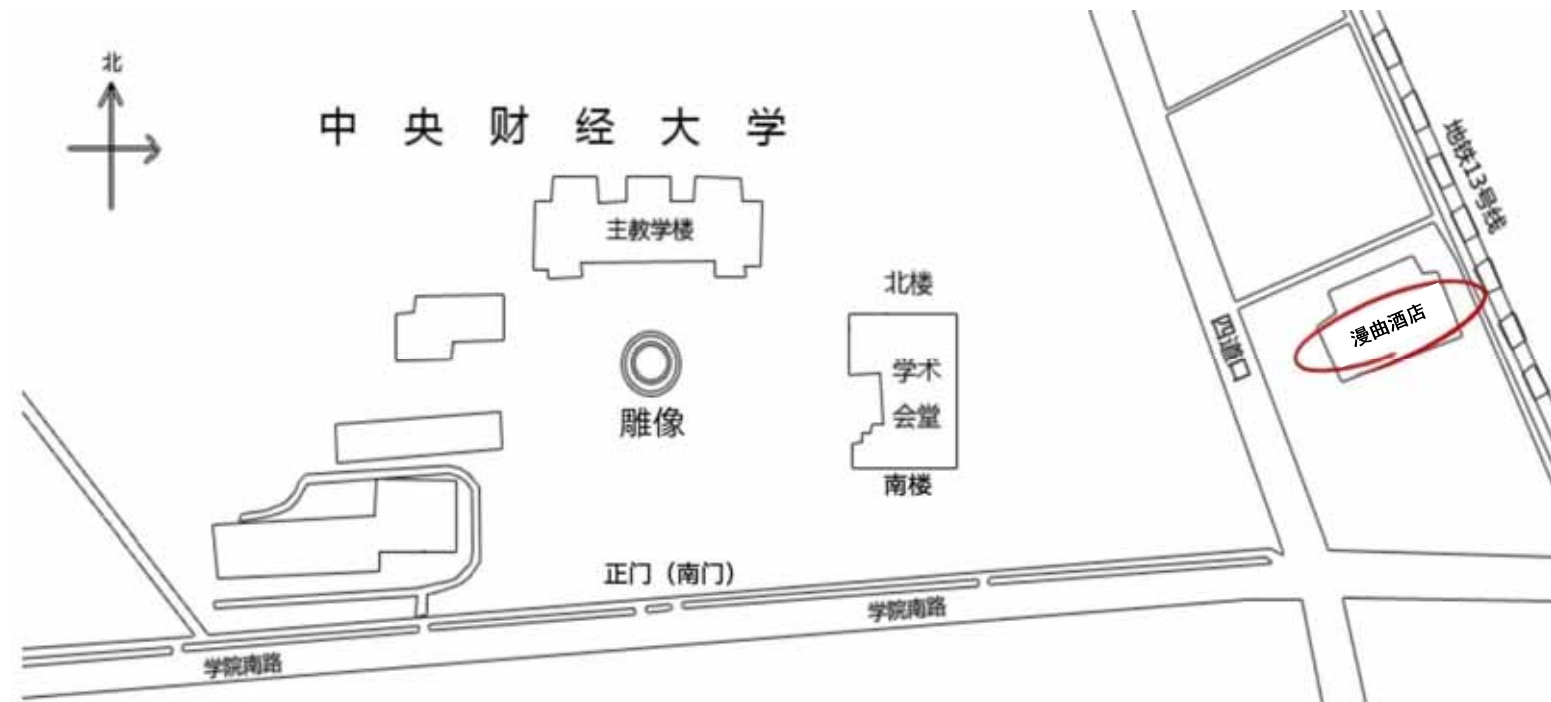 北
中央财经大学
主教学楼
北楼
学术
会堂
南楼
雕像
四道口
漫曲酒店
地铁13号线
正门（南门）
学院南路
学院南路